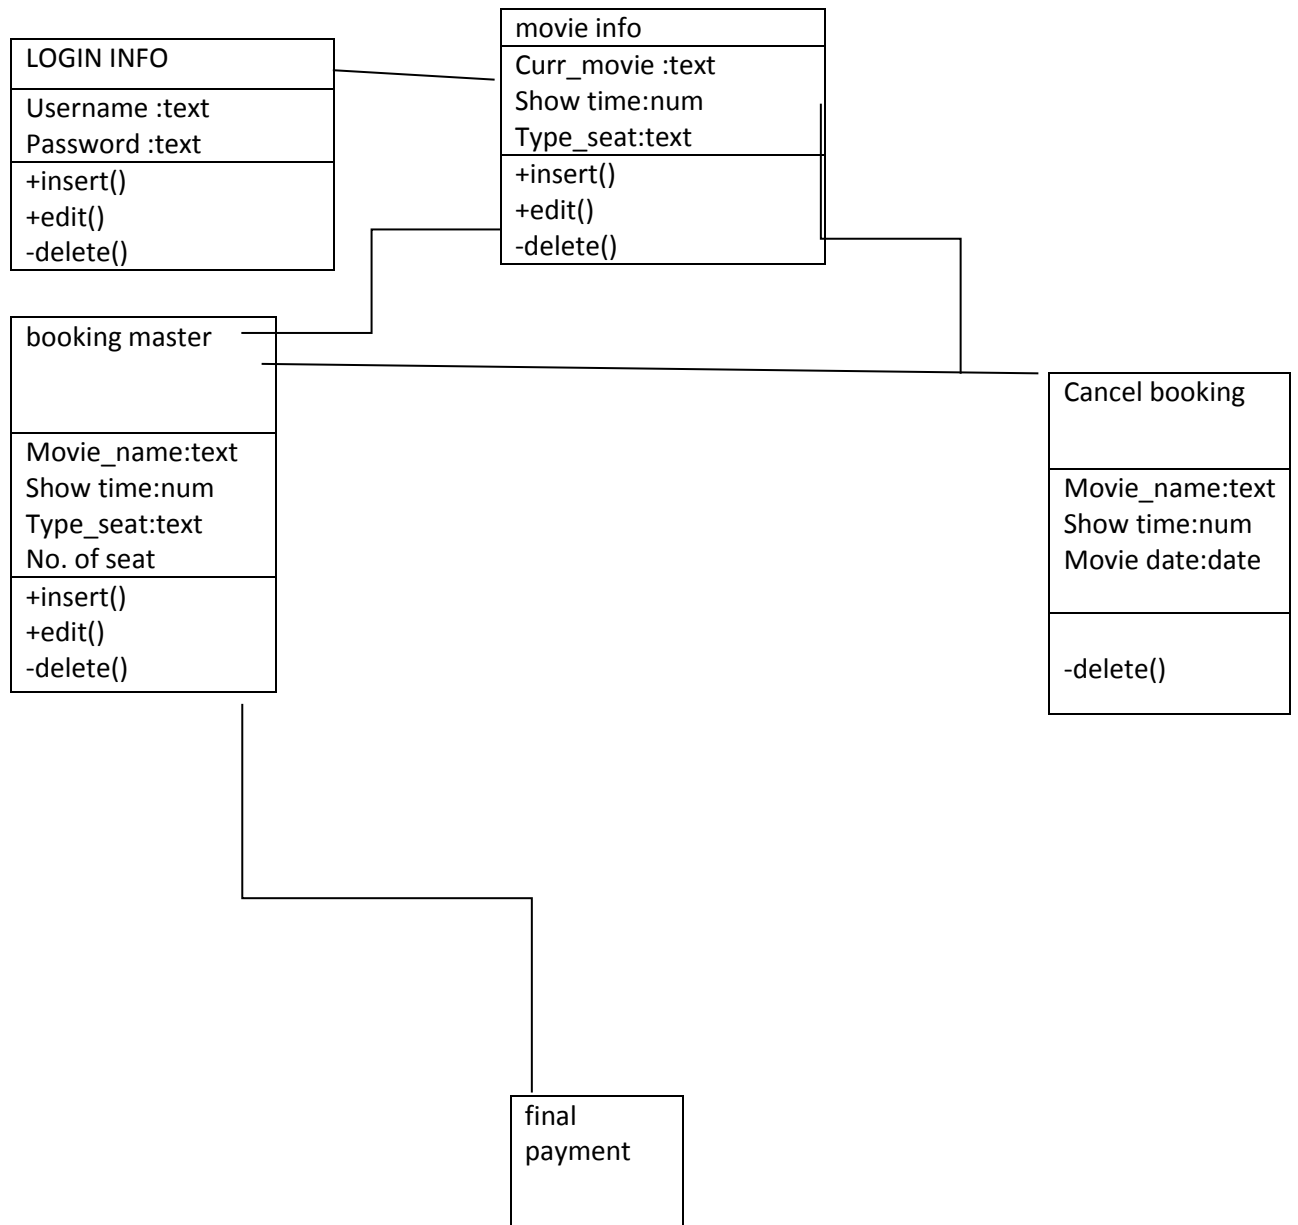 LOGIN INFO
Username :text
Password :text
+insert()
+edit()
-delete()
movie info
Curr_movie :text
Show time:num
Type_seat:text
+insert()
+edit()
-delete()
booking master
Movie_name:text
Show time:num
Type_seat:text
No. of seat
+insert()
+edit()
-delete()
Cancel booking
Movie_name:text
Show time:num
Movie date:date
-delete()
final
payment